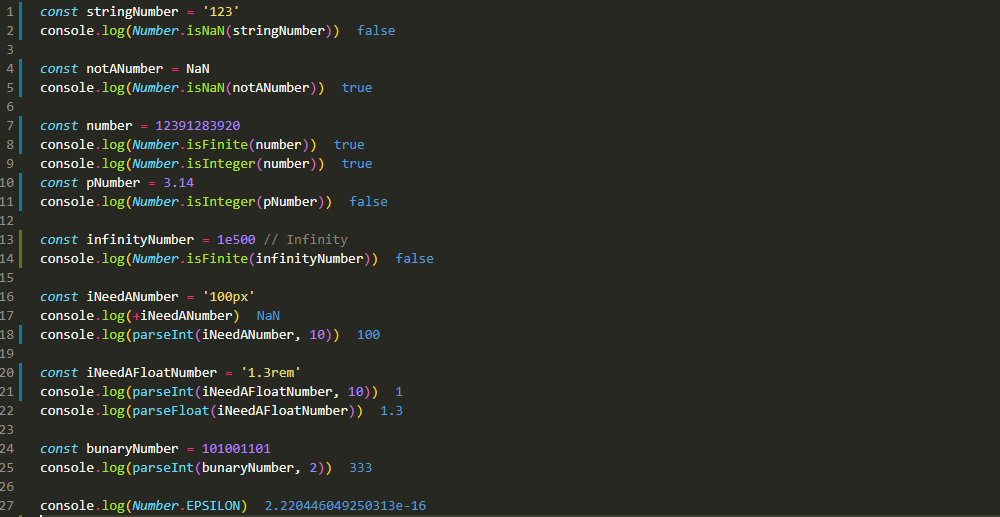 1 const stringNumber = '123'
2 console.log(Number.isNaN(stringNumber)) false
3
4 const notANumber = NaN
5 console.log(Number.isNaN(notANumber)) true
6
7 const number = 12391283920
8 console.log(Number.isFinite(number)) true
9 console.log(Number.isInteger(number)) true
10 const pNumber = 3.14
11 console.log(Number.isInteger(pNumber)) false
12
13 const infinityNumber = 1e500 // Infinity
14 console.log(Number.isFinite(infinityNumber)) false
15
16 const iNeedANumber = '100px'
17 console.log(+iNeedANumber) NaN
18 console.log(parseInt(iNeedANumber, 10)) 100
19
20 const iNeedAFloatNumber = '1.3rem'
21 console.log(parseInt(iNeedAFloatNumber, 10)) 1
22 console.log(parseFloat(iNeedAFloatNumber)) 1.3
23
24 const bunaryNumber = 101001101
25 console.log(parseInt(bunaryNumber, 2)) 333
26
27 console.log(Number.EPSILON) 2.220446049250313e-16